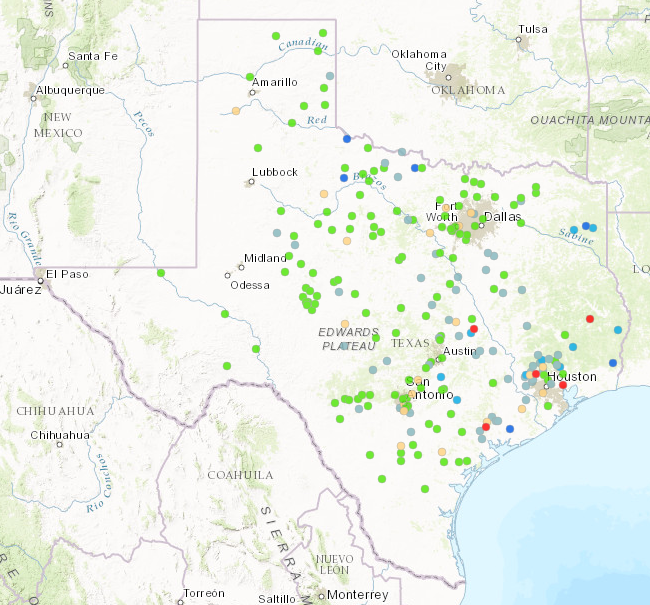 Tulsa
Canadian
Santa Fe
Oklahoma
City
Amarillo
OKLAHOMA
Albuquerque
NEW
MEXICO
Pecos
Red
OUACHITA MOUNTA
Lubbock
Brazos
Fort
Worth
Dallas
Rio Grande
Sabine
Midland
El Paso
Odessa
Juárez
LO
EDWARDS
PLATEAU
TEXAS
Austin
Houston
San
Antonio
CHIHUAHUA
Chihuahua
Rio Conchos
COAHUILA
SIERRA M
NUEVO
LEÓN
Torreón
Saltillo
Monterrey